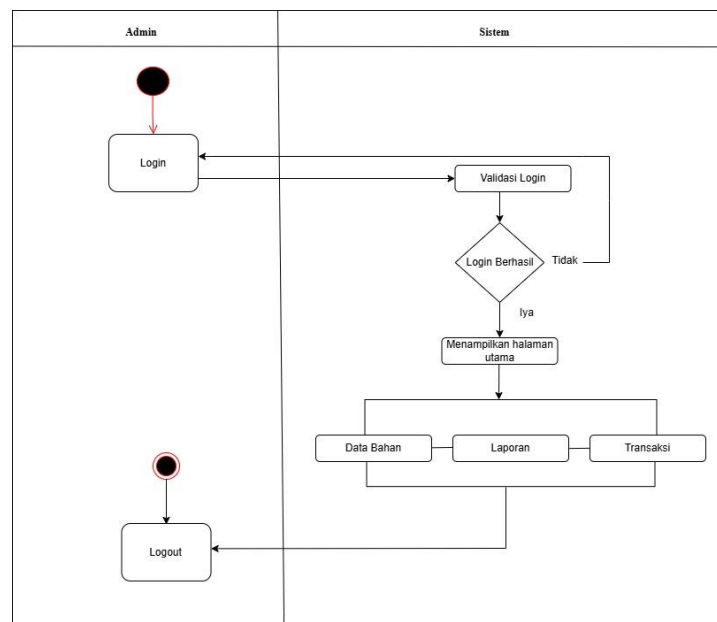 Admin
Sistem
Login
Validasi Login
Login Berhasil
Tidak
Iya
Menampilkan halaman
utama
Data Bahan
Laporan
Transaksi
Logout